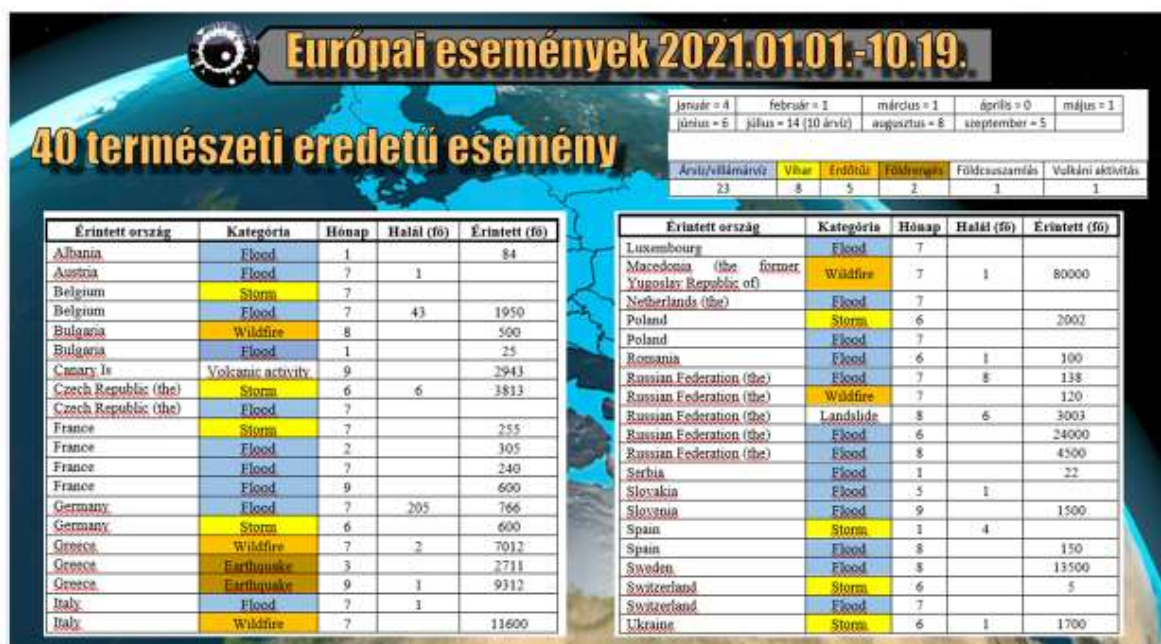 Európai események 2021.01.01.-10.19.
40 természeti eredetű esemény
január = 4 február = 1 március = 1 április = 0 május = 1
június = 6 július = 14 (10 árvíz) augusztus = 8 szeptember = 5
Árvíz/villámárvíz Vihar Erdőtűz Földrengés Földcsuszamlás Vulkáni aktivitás
23 8 5 2 1 1
Érintett ország Kategória Hónap Halál (fő) Érintett (fő)
Albania Flood 1 84
Austria Flood 7 1
Belgium Storm 7
Belgium Flood 7 43 1950
Bulgaria Wildfire 8 500
Bulgaria Flood 1 25
Canary Is Volcanic activity 9 2943
Czech Republic (the) Storm 6 6 3813
Czech Republic (the) Flood 7
France Storm 7 255
France Flood 2 305
France Flood 7 240
France Flood 9 600
Germany Flood 7 205 766
Germany Storm 6 600
Greece Wildfire 7 2 7012
Greece Earthquake 3 2711
Greece Earthquake 9 1 9312
Italy Flood 7 1
Italy Wildfire 7 11600
Érintett ország Kategória Hónap Halál (fő) Érintett (fő)
Luxembourg Flood 7
Macedonia (the former
Yugoslav Republic of) Wildfire 7 1 80000
Netherlands (the) Flood 7
Poland Storm 6 2002
Poland Flood 7
Romania Flood 6 1 100
Russian Federation (the) Flood 7 8 138
Russian Federation (the) Wildfire 7 120
Russian Federation (the) Landslide 8 6 3003
Russian Federation (the) Flood 6 24000
Russian Federation (the) Flood 8 4500
Serbia Flood 1 22
Slovakia Flood 5 1
Slovenia Flood 9 1500
Spain Storm 1 4
Spain Flood 8 150
Sweden Flood 8 13500
Switzerland Storm 6 5
Switzerland Flood 7
Ukraine Storm 6 1 1700